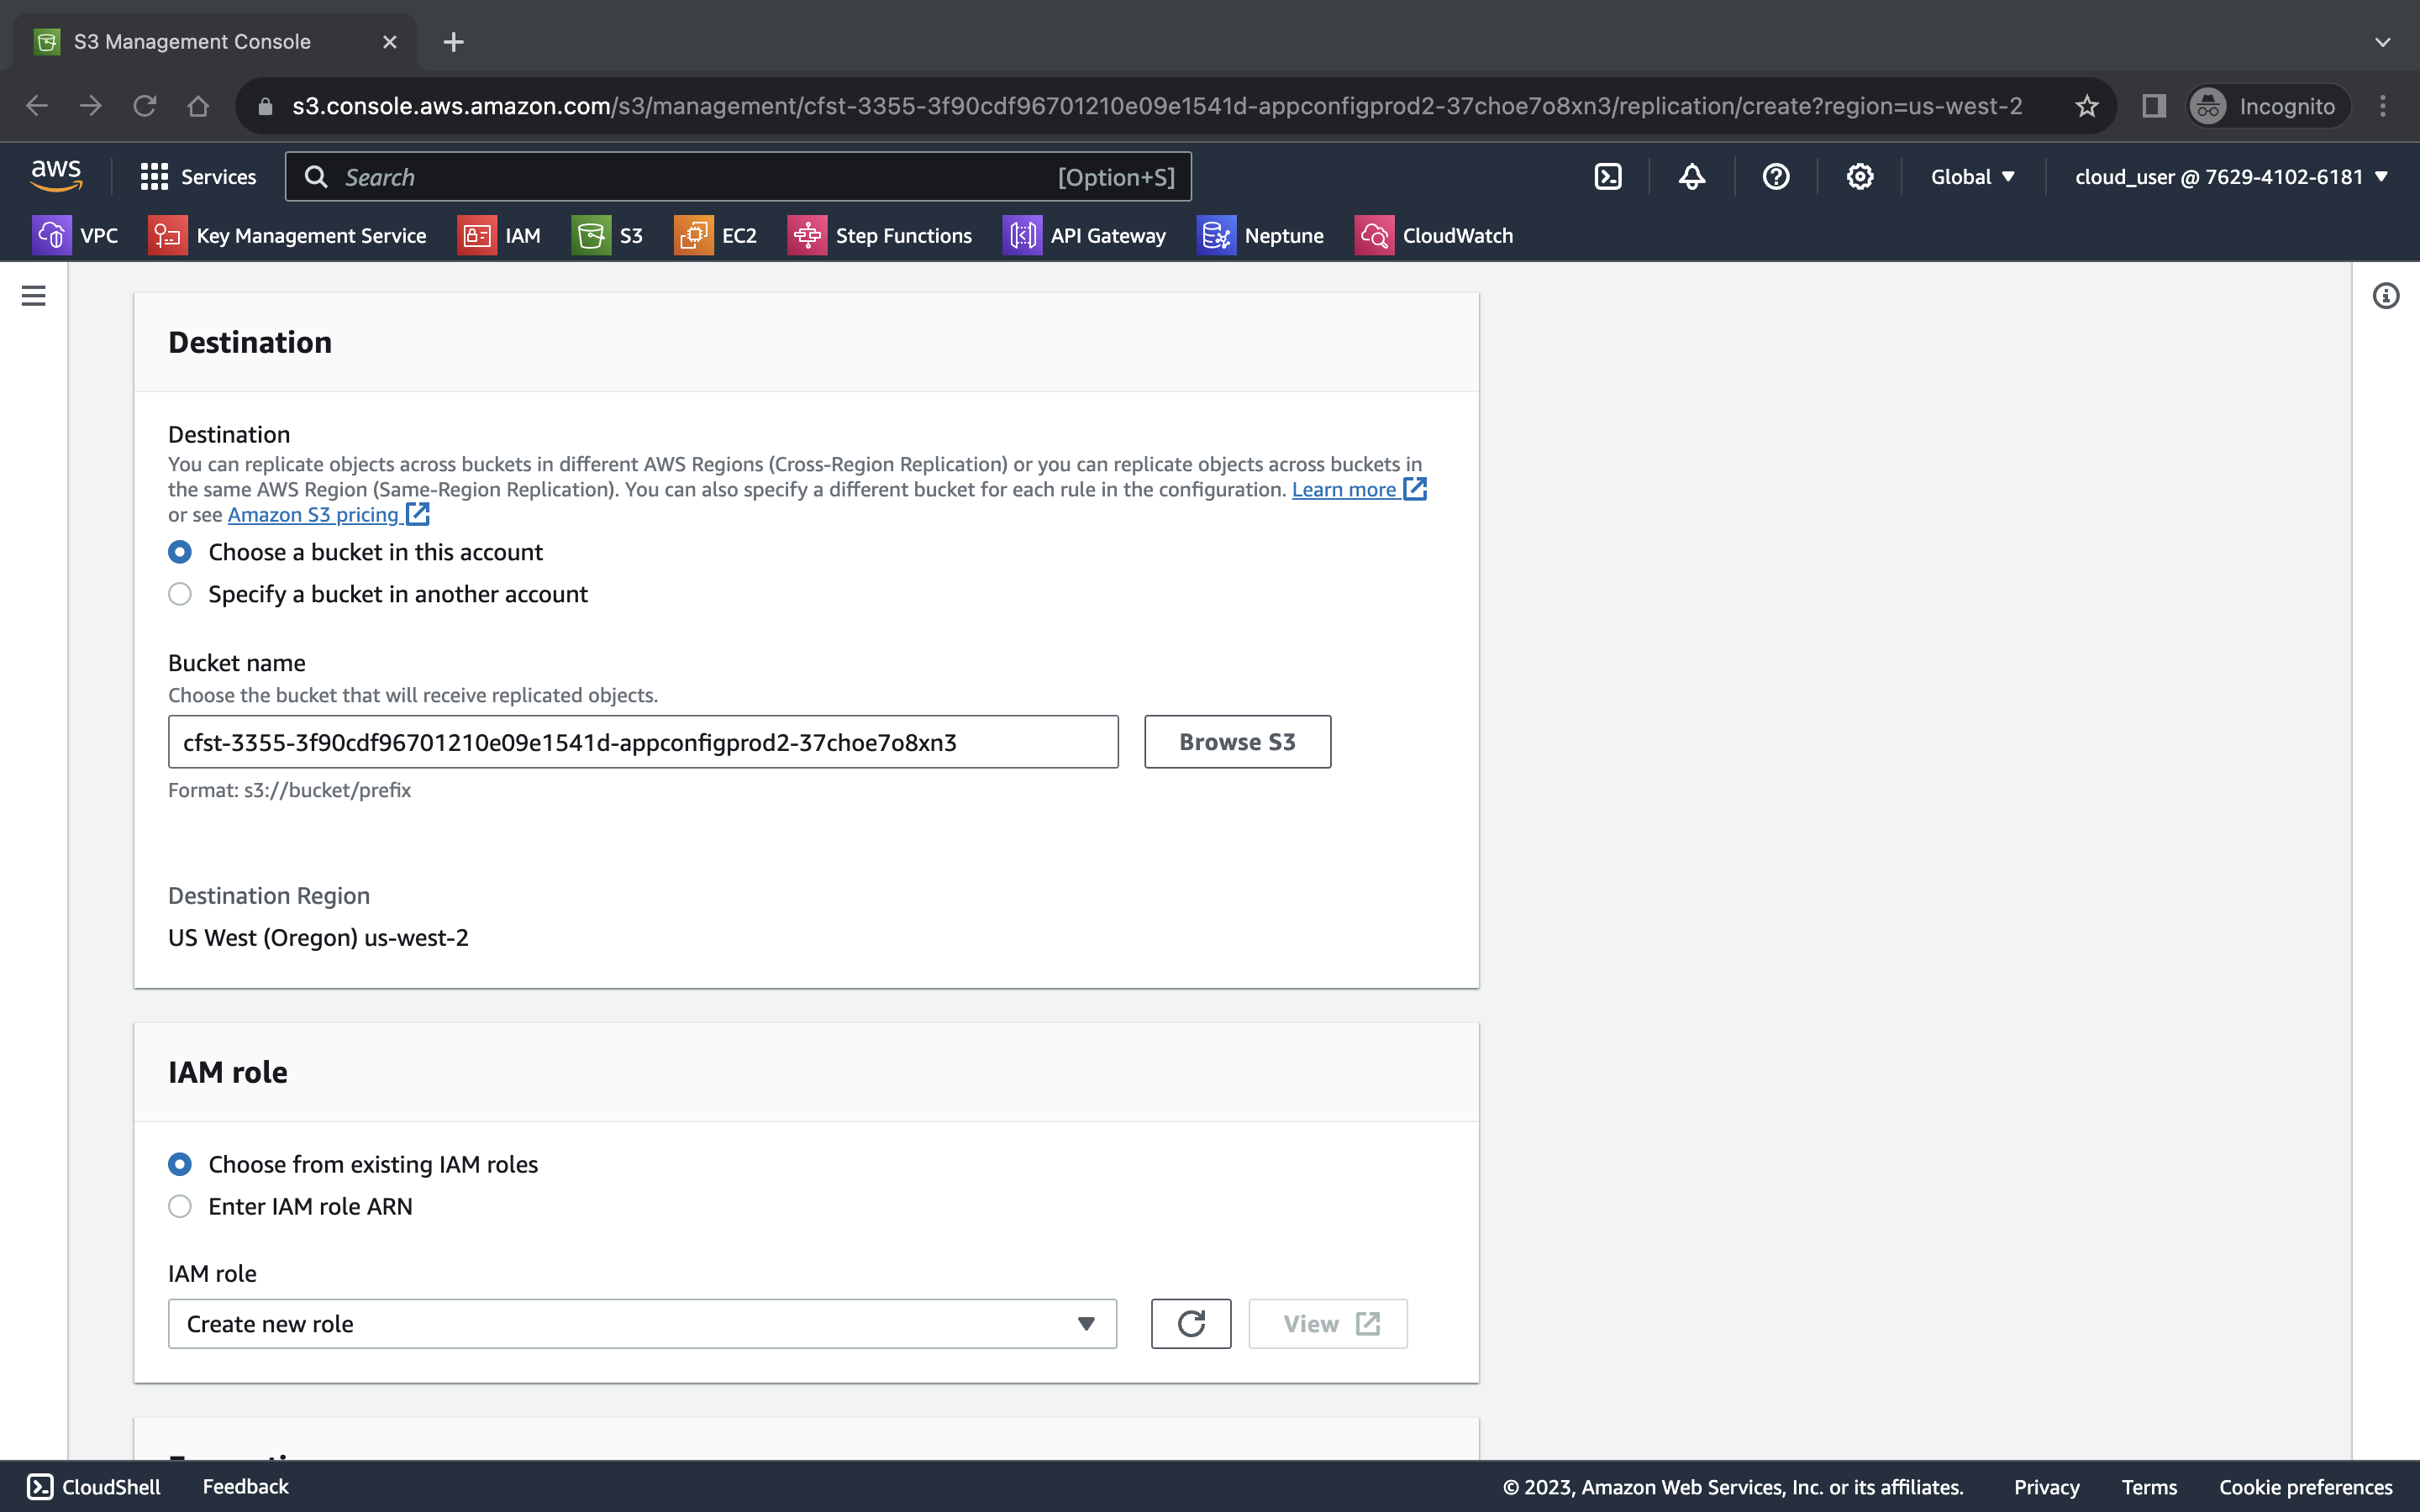 S3 Management Console
s3.console.aws.amazon.com/s3/management/cfst-3355-3f90cdf96701210e09e1541d-appconfigprod2-37choe7o8xn3/replication/create?region=us-west-2
Incognito
aws
Services
Search
[Option+S]
Global
cloud_user @ 7629-4102-6181
VPC
Key Management Service
IAM
S3
EC2
Step Functions
API Gateway
Neptune
CloudWatch
Destination
Destination
You can replicate objects across buckets in different AWS Regions (Cross-Region Replication) or you can replicate objects across buckets in
the same AWS Region (Same-Region Replication). You can also specify a different bucket for each rule in the configuration. Learn more
or see Amazon S3 pricing
Choose a bucket in this account
Specify a bucket in another account
Bucket name
Choose the bucket that will receive replicated objects.
cfst-3355-3f90cdf96701210e09e1541d-appconfigprod2-37choe7o8xn3
Browse S3
Format: s3://bucket/prefix
Destination Region
US West (Oregon) us-west-2
IAM role
Choose from existing IAM roles
Enter IAM role ARN
IAM role
Create new role
View
CloudShell
Feedback
© 2023, Amazon Web Services, Inc. or its affiliates.
Privacy
Terms
Cookie preferences